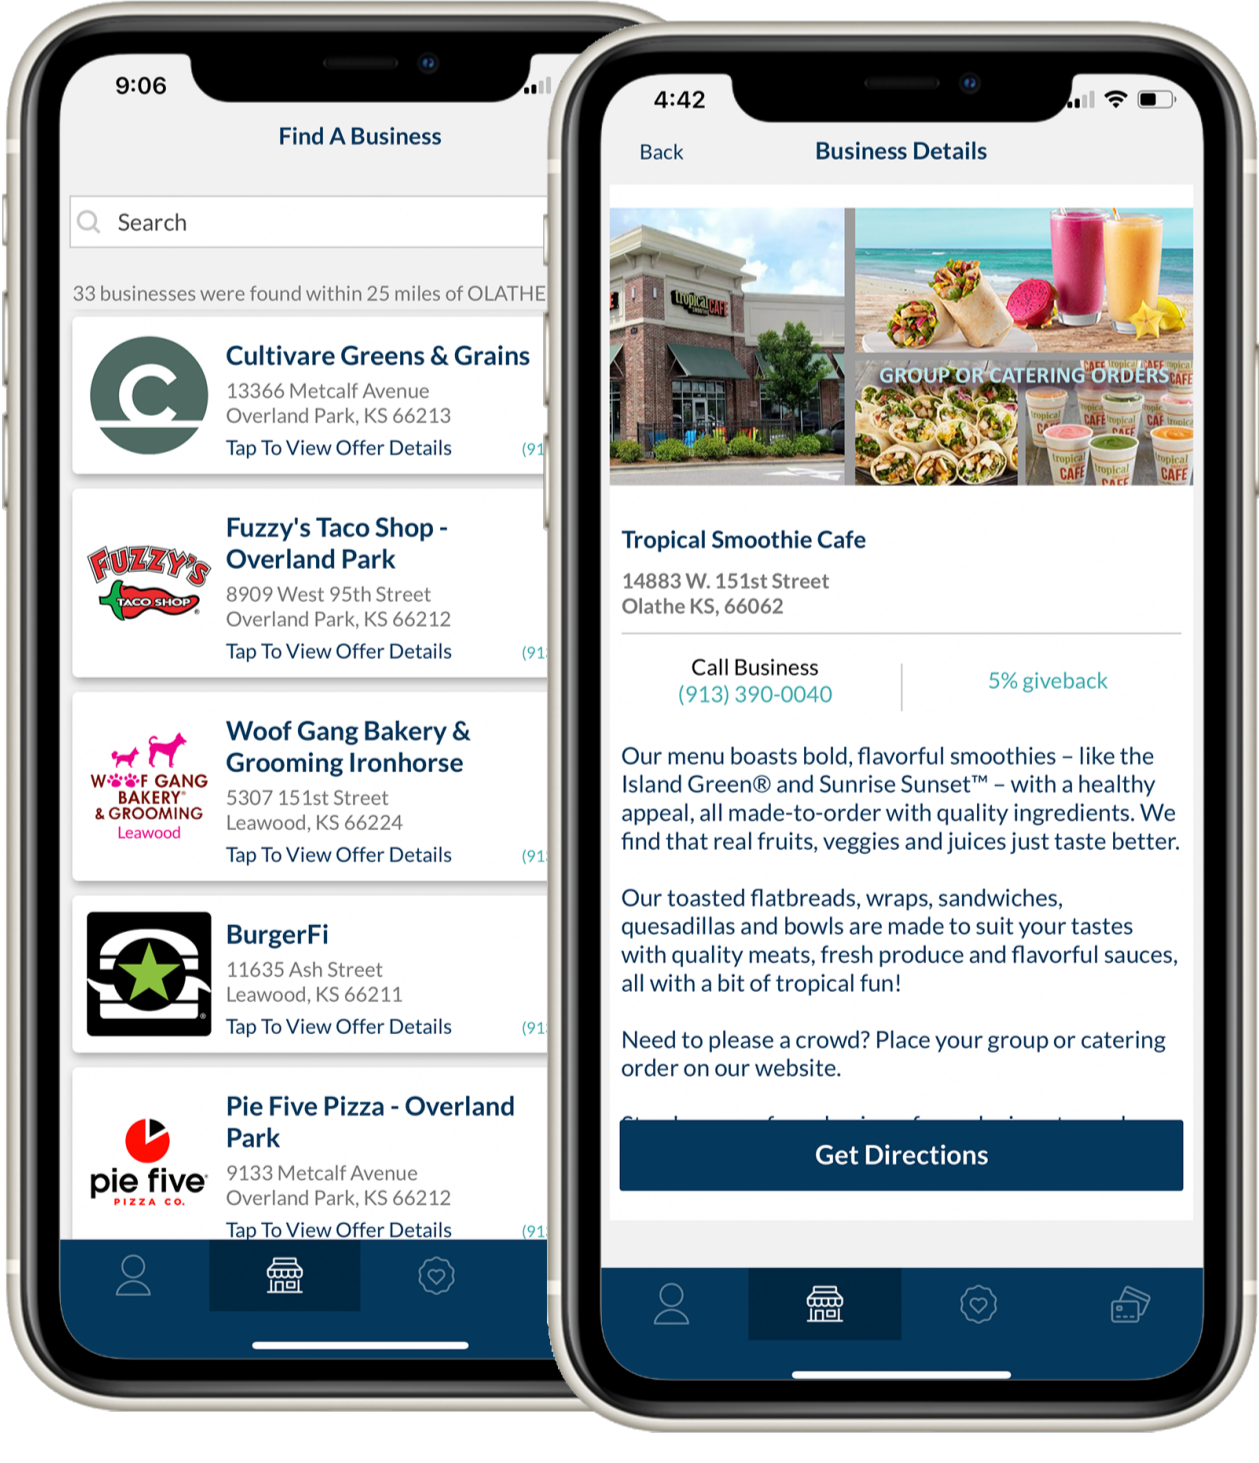 9:06
Find A Business
Search
33 businesses were found within 25 miles of OLATHE
Cultivare Greens & Grains
13366 Metcalf Avenue
Overland Park, KS 66213
Tap To View Offer Details
(91
FUZZY'S
TACO SHOP
Fuzzy's Taco Shop -
Overland Park
8909 West 95th Street
Overland Park, KS 66212
Tap To View Offer Details
(91
WOOF GANG
BAKERY
& GROOMING
Leawood
Woof Gang Bakery &
Grooming Ironhorse
5307 151st Street
Leawood, KS 66224
Tap To View Offer Details
(91
BurgerFi
11635 Ash Street
Leawood, KS 66211
Tap To View Offer Details
(91
pie five
PIZZA CO.
Pie Five Pizza - Overland
Park
9133 Metcalf Avenue
Overland Park, KS 66212
Tap To View Offer Details
(91
4:42
Back
Business Details
tropical CAFE
SMOOTHIE
GROUP OR CATERING ORDERS
Tropical Smoothie Cafe
14883 W. 151st Street
Olathe KS, 66062
Call Business
(913) 390-0040
5% giveback
Our menu boasts bold, flavorful smoothies – like the
Island Green® and Sunrise Sunset™ – with a healthy
appeal, all made-to-order with quality ingredients. We
find that real fruits, veggies and juices just taste better.
Our toasted flatbreads, wraps, sandwiches,
quesadillas and bowls are made to suit your tastes
with quality meats, fresh produce and flavorful sauces,
all with a bit of tropical fun!
Need to please a crowd? Place your group or catering
order on our website.
Get Directions